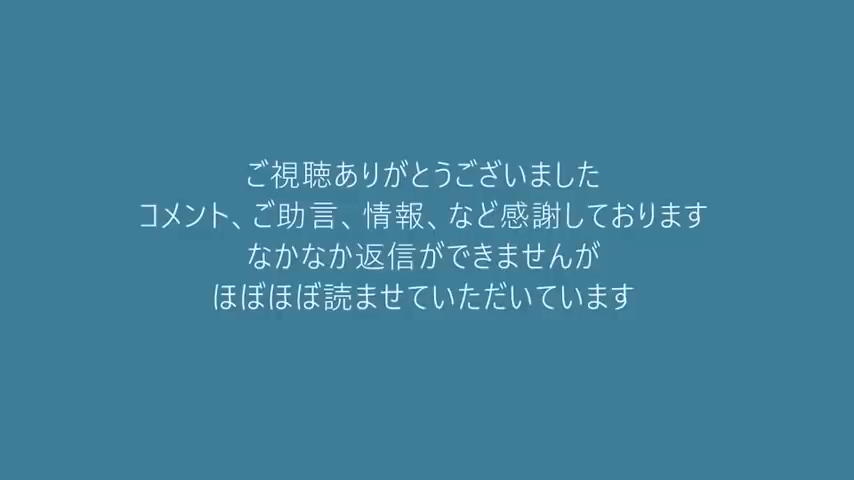 ご視聴ありがとうございました
コメント、ご助言、情報、など感謝しております
なかなか返信ができませんが
ほぼほぼ読ませていただいています